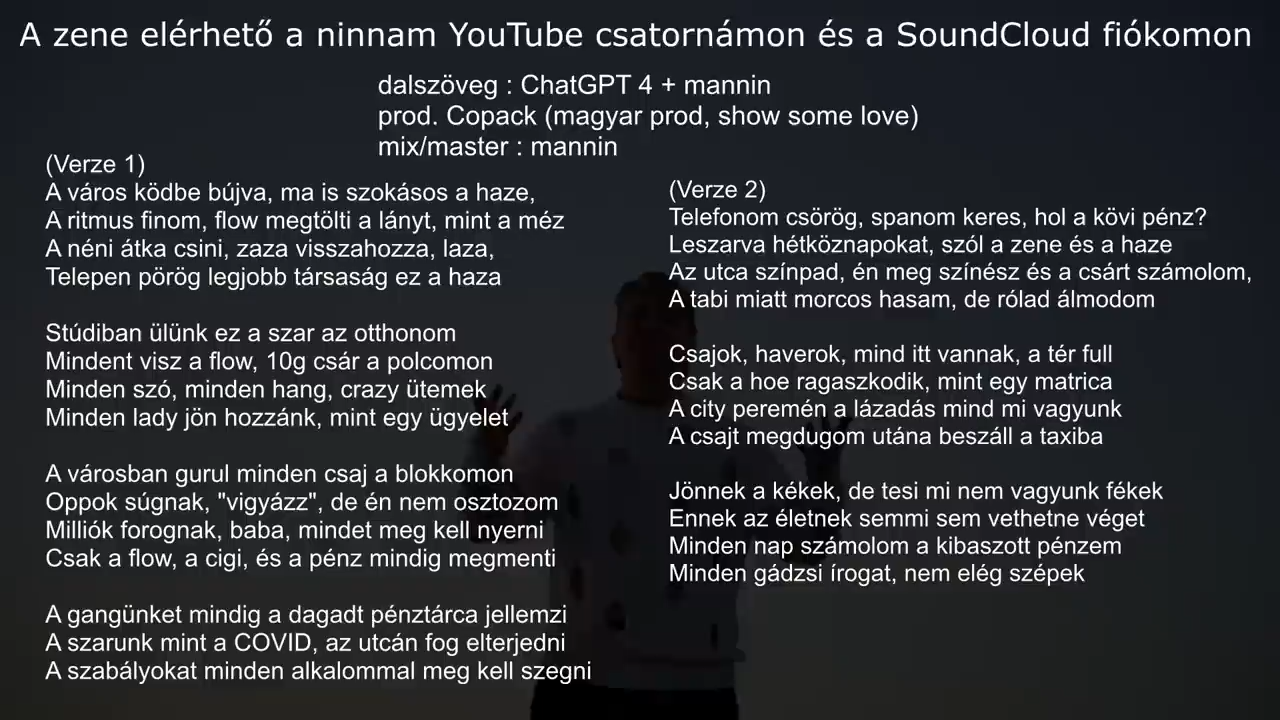 A zene elérhető a ninnam YouTube csatornámon és a SoundCloud fiókomon
dalszöveg : ChatGPT 4 + mannin
prod. Copack (magyar prod, show some love)
mix/master : mannin
(Verze 1)
A város ködbe bújva, ma is szokásos a haze,
A ritmus finom, flow megtölti a lányt, mint a méz
A néni átka csini, zaza visszahozza, laza,
Telepen pörög legjobb társaság ez a haza
Stúdiban ülünk ez a szar az otthonom
Mindent visz a flow, 10g csár a polcomon
Minden szó, minden hang, crazy ütemek
Minden lady jön hozzánk, mint egy ügyelet
A városban gurul minden csaj a blokkomon
Oppok súgnak, "vigyázz", de én nem osztozom
Milliók forognak, baba, mindet meg kell nyerni
Csak a flow, a cigi, és a pénz mindig megmenti
A gangünket mindig a dagadt pénztárca jellemzi
A szarunk mint a COVID, az utcán fog elterjedni
A szabályokat minden alkalommal meg kell szegni
(Verze 2)
Telefonom csörög, spanom keres, hol a kövi pénz?
Leszarva hétköznapokat, szól a zene és a haze
Az utca színpad, én meg színész és a csárt számolom,
A tabi miatt morcos hasam, de rólad álmodom
Csajok, haverok, mind itt vannak, a tér full
Csak a hoe ragaszkodik, mint egy matrica
A city peremén a lázadás mind mi vagyunk
A csajt megdugom utána beszáll a taxiba
Jönnek a kékek, de tesi mi nem vagyunk fékek
Ennek az életnek semmi sem vethetne véget
Minden nap számolom a kibaszott pénzem
Minden gádzsi írogat, nem elég szépek